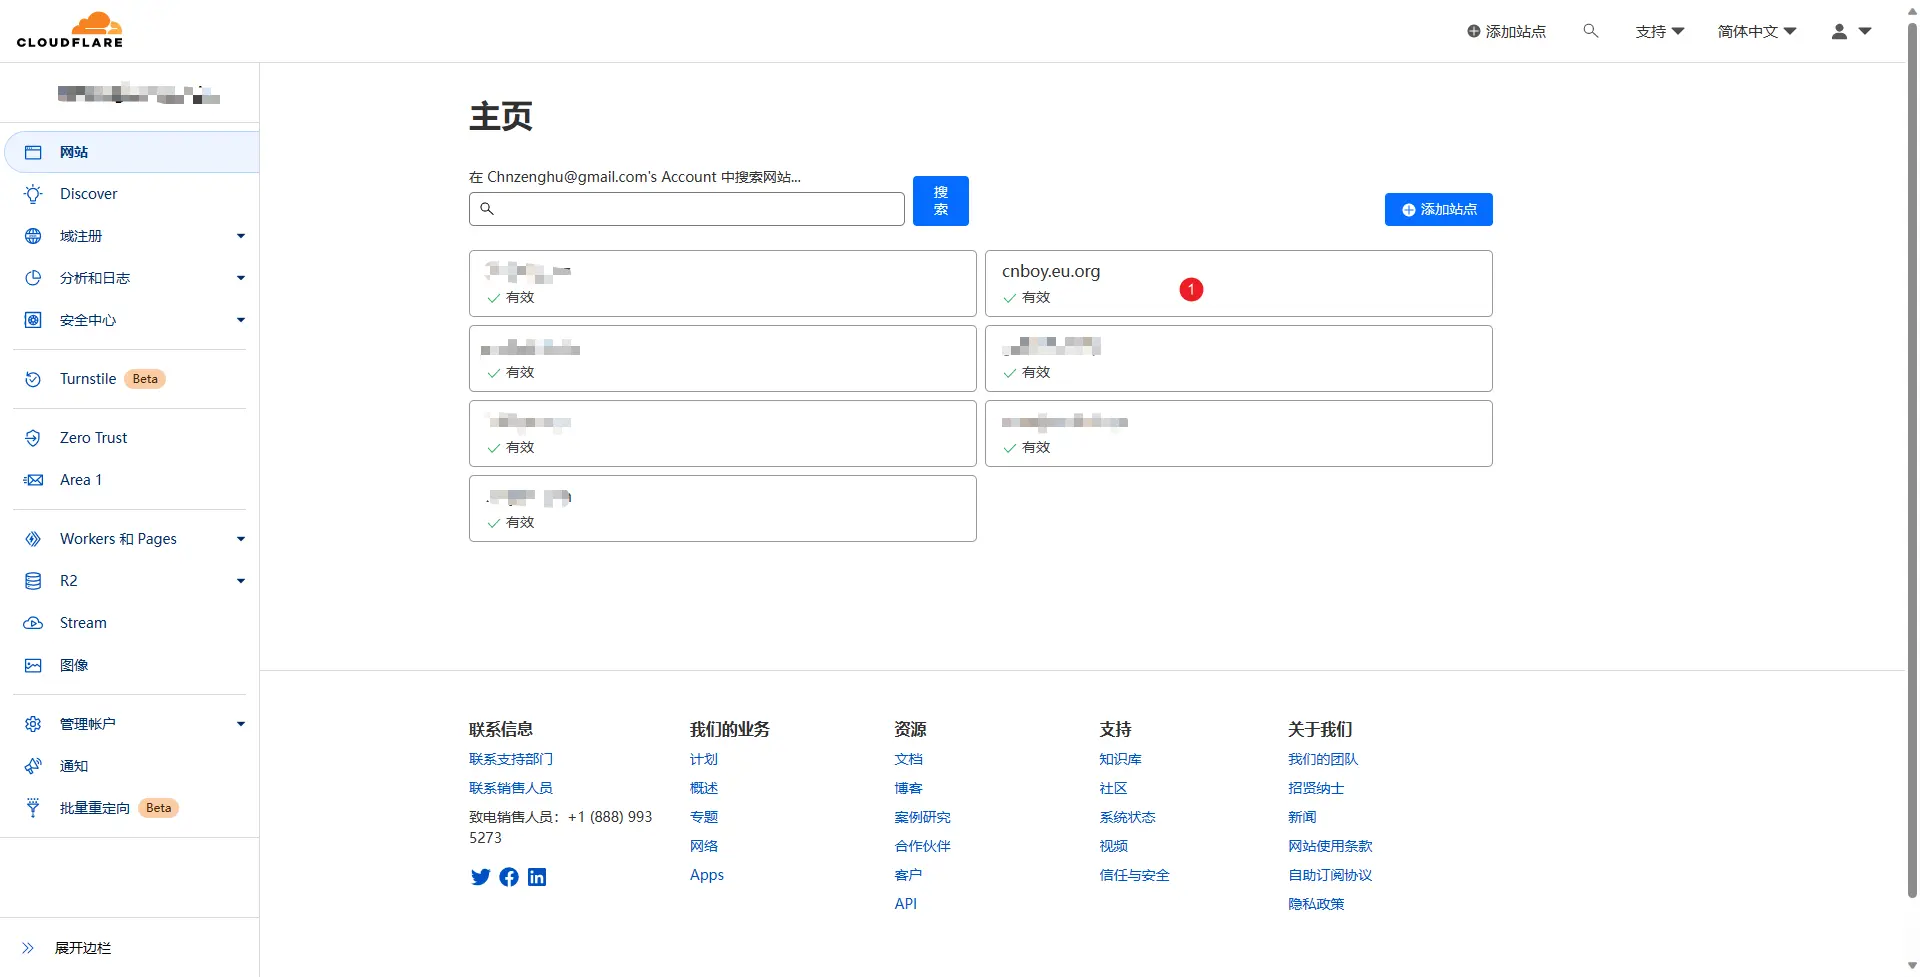 CLOUDFLARE
添加站点
支持
简体中文
网站
Discover
域注册
分析和日志
安全中心
Turnstile Beta
Zero Trust
Area 1
Workers 和 Pages
R2
Stream
图像
管理帐户
通知
批量重定向 Beta
展开边栏
主页
在 Chnzenghu@gmail.com's Account 中搜索网站...
搜
索
添加站点
有效
cnboy.eu.org
有效
1
有效
有效
有效
有效
有效
联系信息
联系支持部门
联系销售人员
致电销售人员：+1 (888) 993
5273
我们的业务
计划
概述
专题
网络
Apps
资源
文档
博客
案例研究
合作伙伴
客户
API
支持
知识库
社区
系统状态
视频
信任与安全
关于我们
我们的团队
招贤纳士
新闻
网站使用条款
自助订阅协议
隐私政策